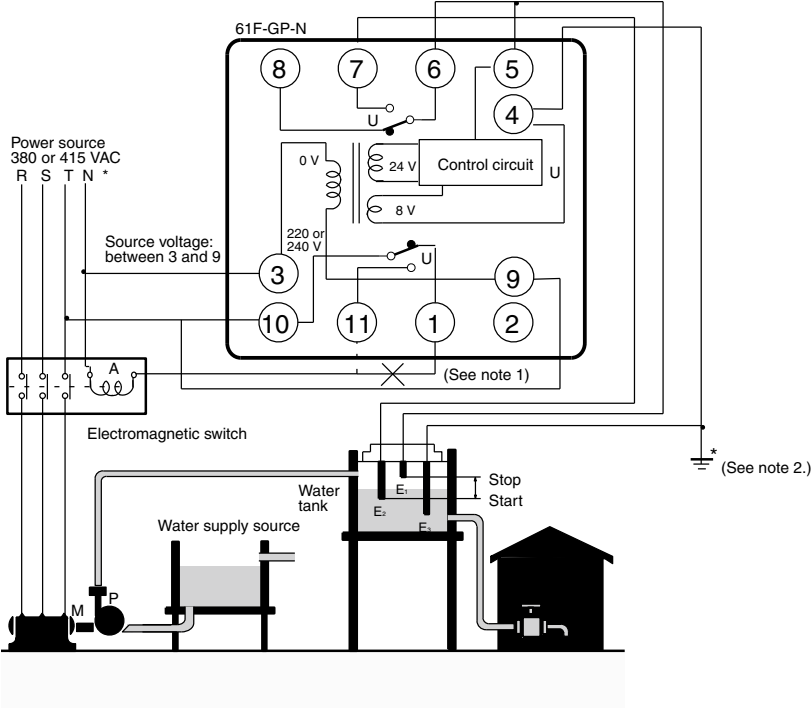 61F-GP-N
8
7
6
5
4
U
Power source
380 or 415 VAC
R S T N *
0 V
24 V
Control circuit
U
8 V
Source voltage:
between 3 and 9
220 or
240 V
3
U
9
10
11
1
2
A
(See note 1)
Electromagnetic switch
*
(See note 2.)
Stop
Start
E₁
E₂
E₃
Water
tank
Water supply source
P
M